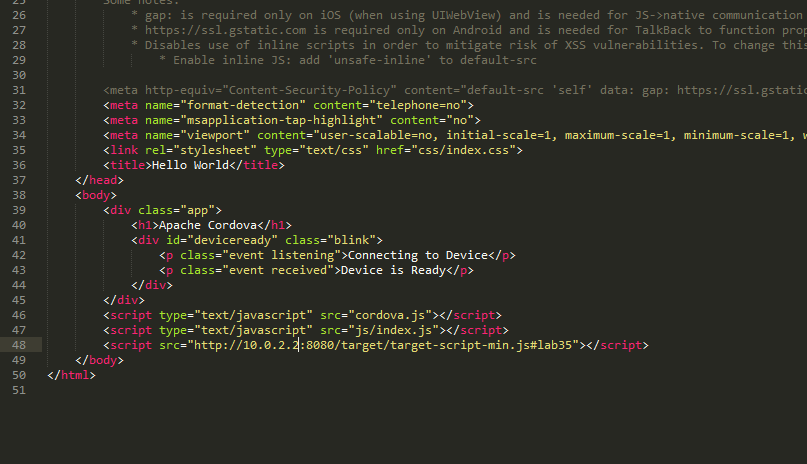 25 Some notes:
26 * gap: is required only on iOS (when using UIWebView) and is needed for JS->native communication
27 * https://ssl.gstatic.com is required only on Android and is needed for TalkBack to function prop
28 * Disables use of inline scripts in order to mitigate risk of XSS vulnerabilities. To change this
29 * Enable inline JS: add 'unsafe-inline' to default-src
30
31 <meta http-equiv="Content-Security-Policy" content="default-src 'self' data: gap: https://ssl.gstatic
32 <meta name="format-detection" content="telephone=no">
33 <meta name="msapplication-tap-highlight" content="no">
34 <meta name="viewport" content="user-scalable=no, initial-scale=1, maximum-scale=1, minimum-scale=1, w
35 <link rel="stylesheet" type="text/css" href="css/index.css">
36 <title>Hello World</title>
37 </head>
38 <body>
39 <div class="app">
40 <h1>Apache Cordova</h1>
41 <div id="deviceready" class="blink">
42 <p class="event listening">Connecting to Device</p>
43 <p class="event received">Device is Ready</p>
44 </div>
45 </div>
46 <script type="text/javascript" src="cordova.js"></script>
47 <script type="text/javascript" src="js/index.js"></script>
48 <script src="http://10.0.2.2:8080/target/target-script-min.js#lab35"></script>
49 </body>
50 </html>
51